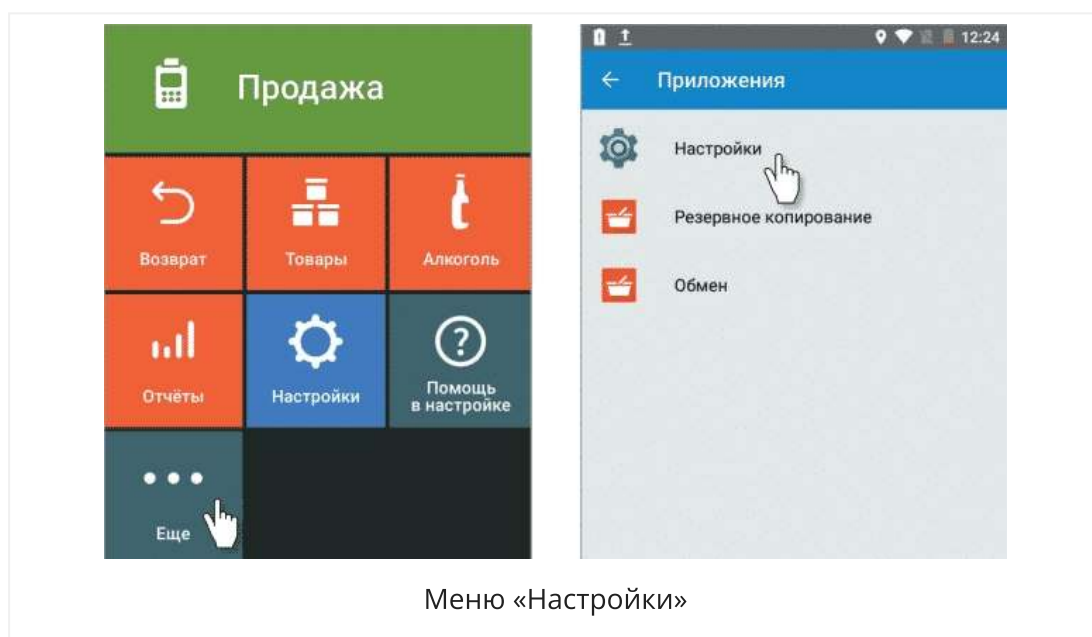 Продажа
Возврат
Товары
Алкоголь
Отчёты
Настройки
Помощь
в настройке
Еще
12:24
Приложения
Настройки
Резервное копирование
Обмен
Меню «Настройки»